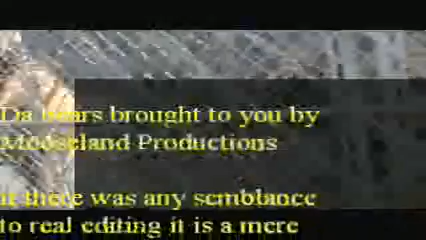 Da bears brought to you by
Mooseland Productions
if there was any semblance
to real editing it is a mere